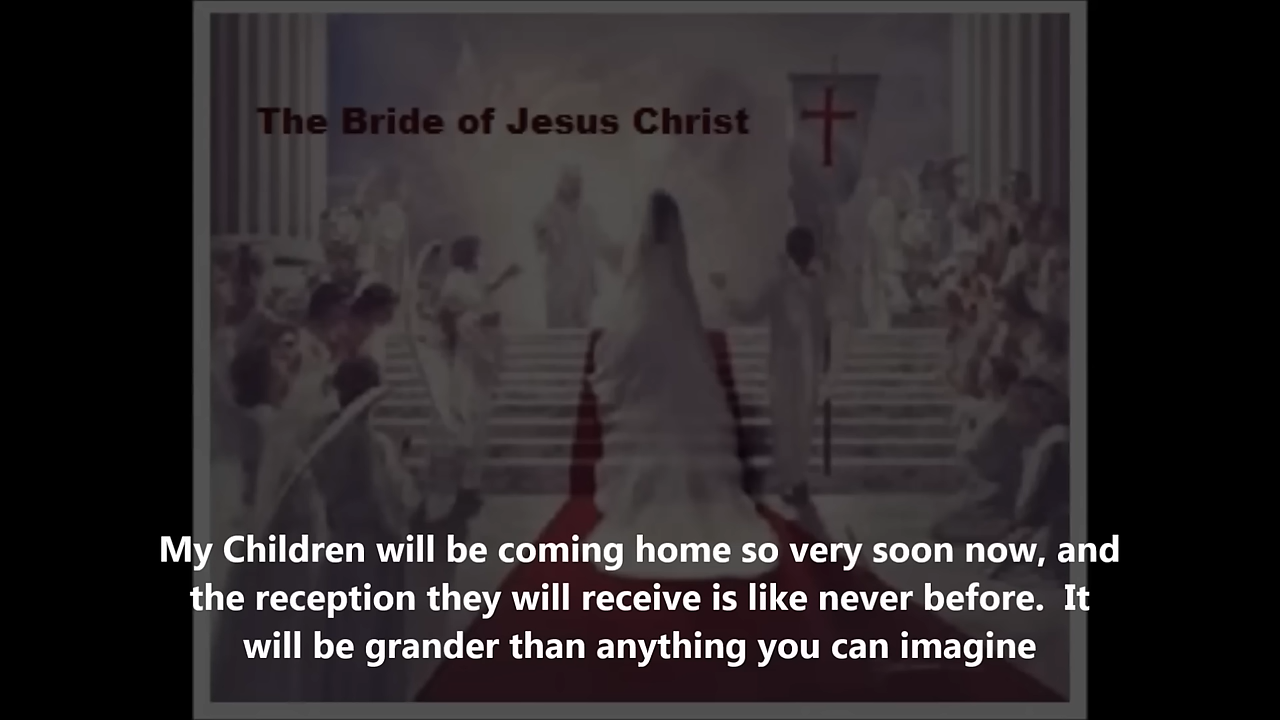 The Bride of Jesus Christ
My Children will be coming home so very soon now, and
the reception they will receive is like never before.  It
will be grander than anything you can imagine